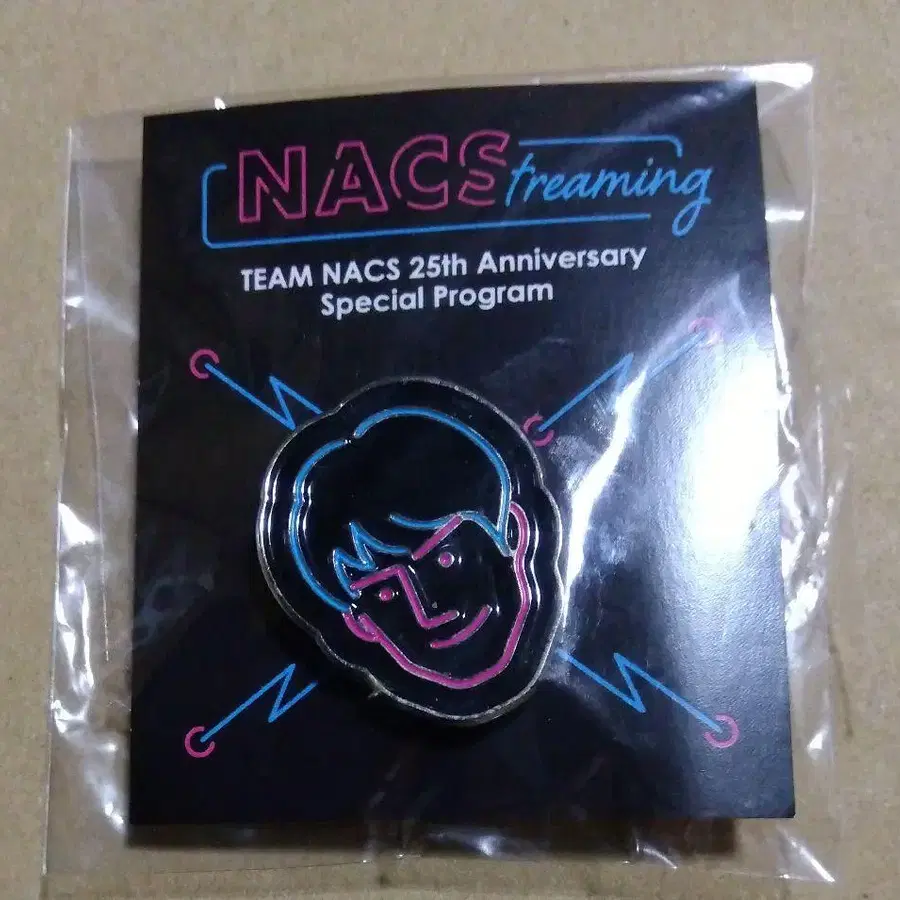 NACStreaming
TEAM NACS 25th Anniversary
Special Program